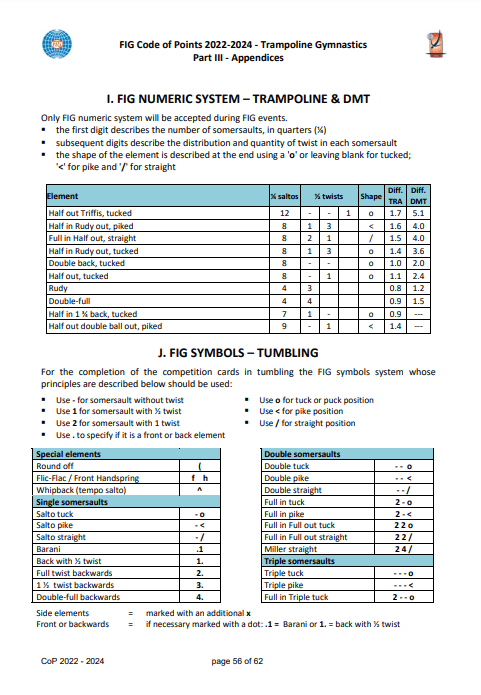 FIG Code of Points 2022-2024 - Trampoline Gymnastics
Part III - Appendices
I. FIG NUMERIC SYSTEM – TRAMPOLINE & DMT
Only FIG numeric system will be accepted during FIG events.
▪ the first digit describes the number of somersaults, in quarters (¼)
▪ subsequent digits describe the distribution and quantity of twist in each somersault
▪ the shape of the element is described at the end using a 'o' or leaving blank for tucked;
'<' for pike and '/' for straight
Element ¼ saltos ½ twists Shape Diff. TRA Diff. DMT
Half out Triffis, tucked 12 - - 1 o 1.7 5.1
Half in Rudy out, piked 8 1 3 < 1.6 4.0
Full in Half out, straight 8 2 1 / 1.5 4.0
Half in Rudy out, tucked 8 1 3 o 1.4 3.6
Double back, tucked 8 - - o 1.0 2.0
Half out, tucked 8 - 1 o 1.1 2.4
Rudy 4 3 0.8 1.2
Double-full 4 4 0.9 1.5
Half in 1 ¾ back, tucked 7 1 - o 0.9 ---
Half out double ball out, piked 9 - 1 < 1.4 ---
J. FIG SYMBOLS – TUMBLING
For the completion of the competition cards in tumbling the FIG symbols system whose
principles are described below should be used:
▪ Use - for somersault without twist
▪ Use 1 for somersault with ½ twist
▪ Use 2 for somersault with 1 twist
▪ Use . to specify if it is a front or back element
▪ Use o for tuck or puck position
▪ Use < for pike position
▪ Use / for straight position
Special elements
Round off (
Flic-Flac / Front Handspring f h
Whipback (tempo salto) ^
Single somersaults
Salto tuck - o
Salto pike - <
Salto straight - /
Barani .1
Back with ½ twist 1.
Full twist backwards 2.
1 ½ twist backwards 3.
Double-full backwards 4.
Double somersaults
Double tuck - - o
Double pike - - <
Double straight - - /
Full in tuck 2 - o
Full in pike 2 - <
Full in Full out tuck 2 2 o
Full in Full out straight 2 2 /
Miller straight 2 4 /
Triple somersaults
Triple tuck - - - o
Triple pike - - - <
Full in Triple tuck 2 - - o
Side elements = marked with an additional x
Front or backwards = if necessary marked with a dot: .1 = Barani or 1. = back with ½ twist
CoP 2022 - 2024 page 56 of 62